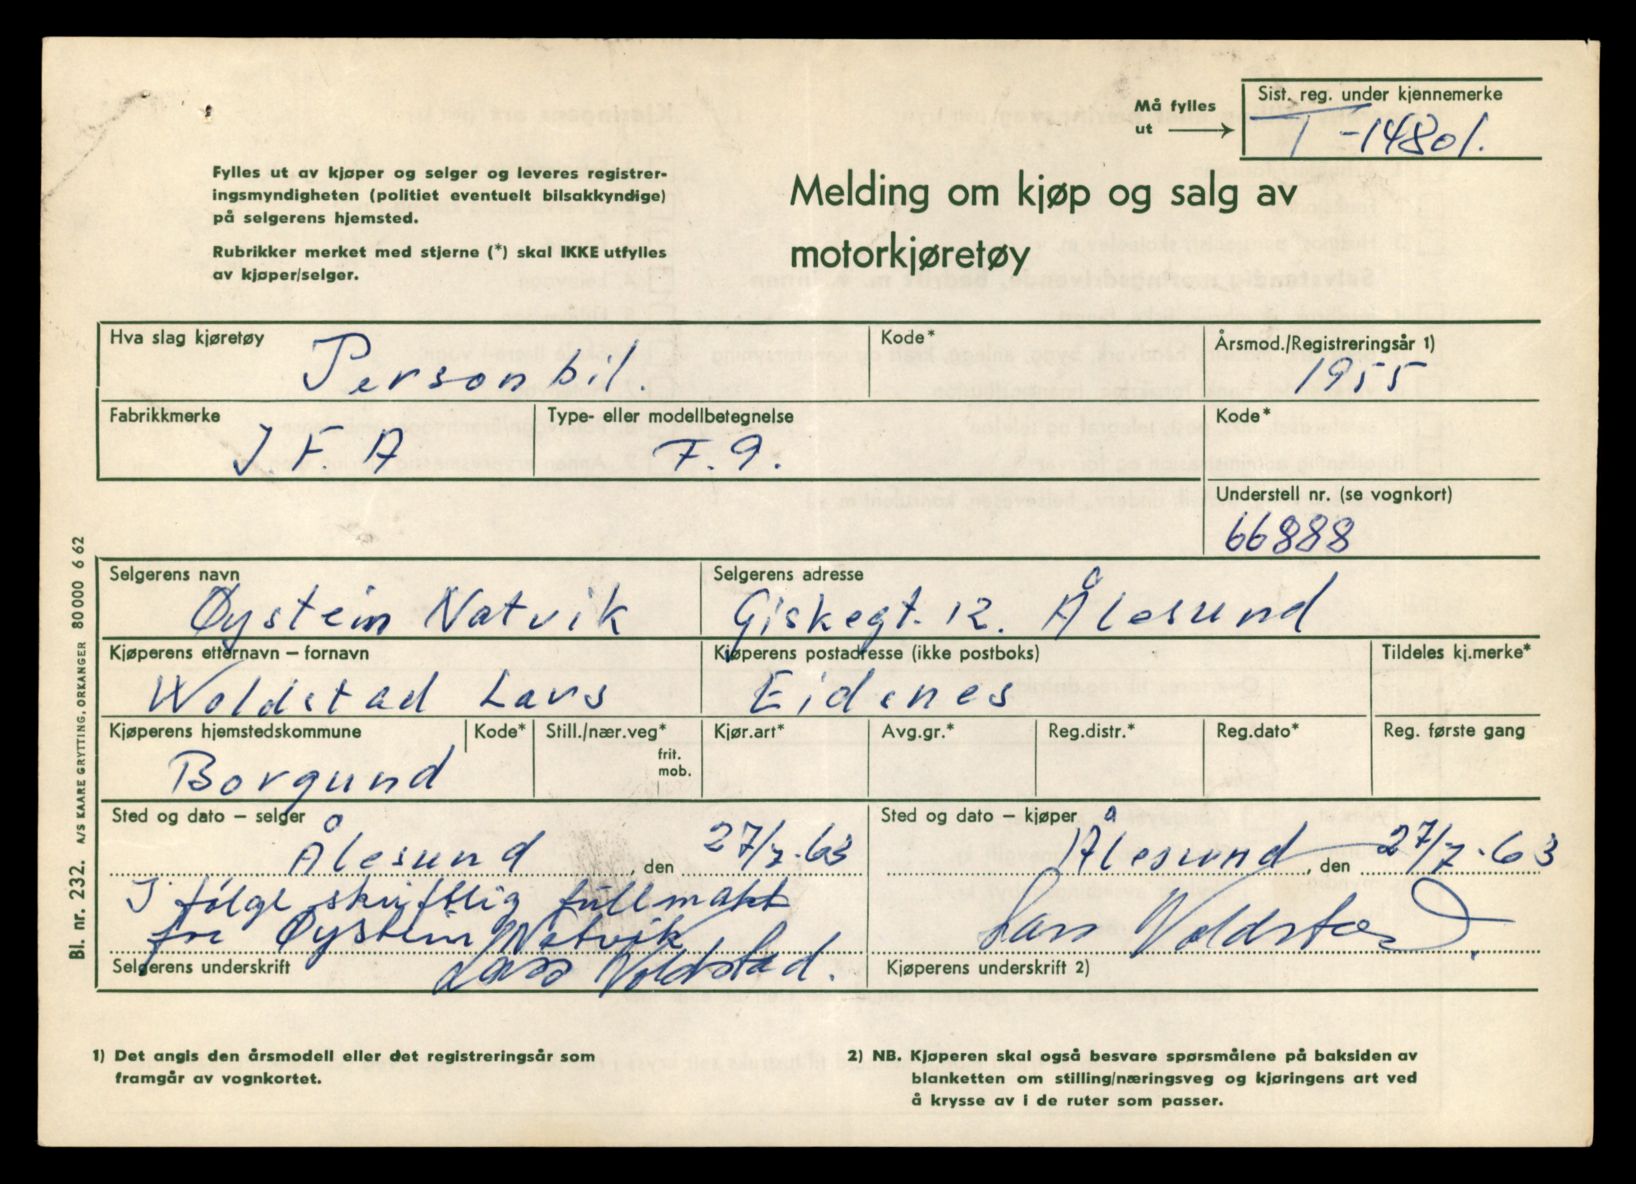 Må fylles
ut
Sist. reg. under kjennemerke
T-14801.
Fylles ut av kjøper og selger og leveres registrer-
ingsmyndigheten (politiet eventuelt bilsakkyndige)
på selgerens hjemsted.
Rubrikker merket med stjerne (*) skal IKKE utfylles
av kjøper/selger.
Melding om kjøp og salg av
motorkjøretøy
Hva slag kjøretøy
Personbil.
Kode*
Årsmod./Registreringsår 1)
1955
Fabrikkmerke
I. F. A
Type- eller modellbetegnelse
F. 9.
Kode*
Understell nr. (se vognkort)
66888
Selgerens navn
Øystein Natvik
Selgerens adresse
Giskegt. 12. Ålesund
Kjøperens etternavn – fornavn
Woldstad Lars
Kjøperens postadresse (ikke postboks)
Eidsnes
Tildeles kj.merke*
Kjøperens hjemstedskommune
Borgund
Kode*
Still./nær.veg*
frit.
mob.
Kjør.art*
Avg.gr.*
Reg.distr.*
Reg.dato*
Reg. første gang
Sted og dato – selger
Ålesund, den 27/7-63
I følge skriftlig fullmakt
fra Øystein Natvik
Selgerens underskrift
Lars Voldstad.
Sted og dato – kjøper
Ålesund, den 27/7-63
Lars Voldstad.
Kjøperens underskrift 2)
1) Det angis den årsmodell eller det registreringsår som
framgår av vognkortet.
2) NB. Kjøperen skal også besvare spørsmålene på baksiden av
blanketten om stilling/næringsveg og kjøringens art ved
å krysse av i de ruter som passer.
Bl. nr. 232. A/S KAARE GRYTTING, ORKANGER 80000 6 62